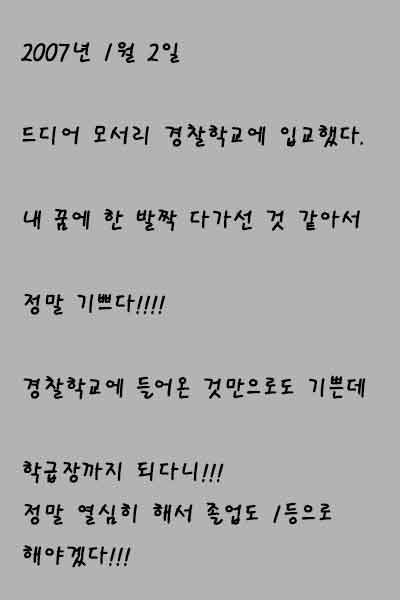 2007년 1월 2일
드디어 모서리 경찰학교에 입교했다.
내 꿈에 한 발짝 다가선 것 같아서
정말 기쁘다!!!!
경찰학교에 들어온 것만으로도 기쁜데
학급장까지 되다니!!!
정말 열심히 해서 졸업도 1등으로
해야겠다!!!